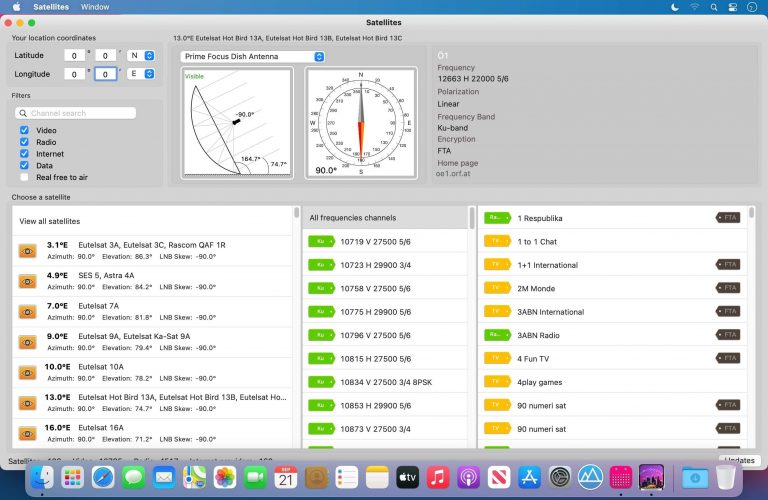 Satellites Window
Satellites
Your location coordinates
Latitude 0 ° 0 ' N
Longitude 0 ° 0 ' E
Filters
Channel search
Video
Radio
Internet
Data
Real free to air
13.0°E Eutelsat Hot Bird 13A, Eutelsat Hot Bird 13B, Eutelsat Hot Bird 13C
Prime Focus Dish Antenna
Visible
-90.0°
164.7°
74.7°
N
W
E
S
90.0°
Ö1
Frequency
12663 H 22000 5/6
Polarization
Linear
Frequency Band
Ku-band
Encryption
FTA
Home page
oe1.orf.at
Choose a satellite
View all satellites
3.1°E Eutelsat 3A, Eutelsat 3C, Rascom QAF 1R
Azimuth: 90.0° Elevation: 86.3° LNB Skew: -90.0°
4.9°E SES 5, Astra 4A
Azimuth: 90.0° Elevation: 84.2° LNB Skew: -90.0°
7.0°E Eutelsat 7A
Azimuth: 90.0° Elevation: 81.8° LNB Skew: -90.0°
9.0°E Eutelsat 9A, Eutelsat Ka-Sat 9A
Azimuth: 90.0° Elevation: 79.4° LNB Skew: -90.0°
10.0°E Eutelsat 10A
Azimuth: 90.0° Elevation: 78.2° LNB Skew: -90.0°
13.0°E Eutelsat Hot Bird 13A, Eutelsat Hot Bird 13B, Eutelsat Ho...
Azimuth: 90.0° Elevation: 74.7° LNB Skew: -90.0°
16.0°E Eutelsat 16A
Azimuth: 90.0° Elevation: 71.2° LNB Skew: -90.0°
All frequencies channels
Ku 10719 V 27500 5/6
Ku 10723 H 29900 3/4
Ku 10758 V 27500 5/6
Ku 10775 H 29900 5/6
Ku 10796 V 27500 5/6
Ku 10815 H 27500 5/6
Ku 10834 V 27500 3/4 8PSK
Ku 10853 H 29900 5/6
Ku 10873 V 27500 3/4
Ra... 1 Respublika FTA
TV 1 to 1 Chat
TV 1+1 International FTA
TV 2M Monde FTA
TV 3ABN International FTA
Ra... 3ABN Radio FTA
TV 4 Fun TV FTA
TV 4play games
TV 90 numeri sat
TV 90 numeri sat
Updates
SEP
21
tv